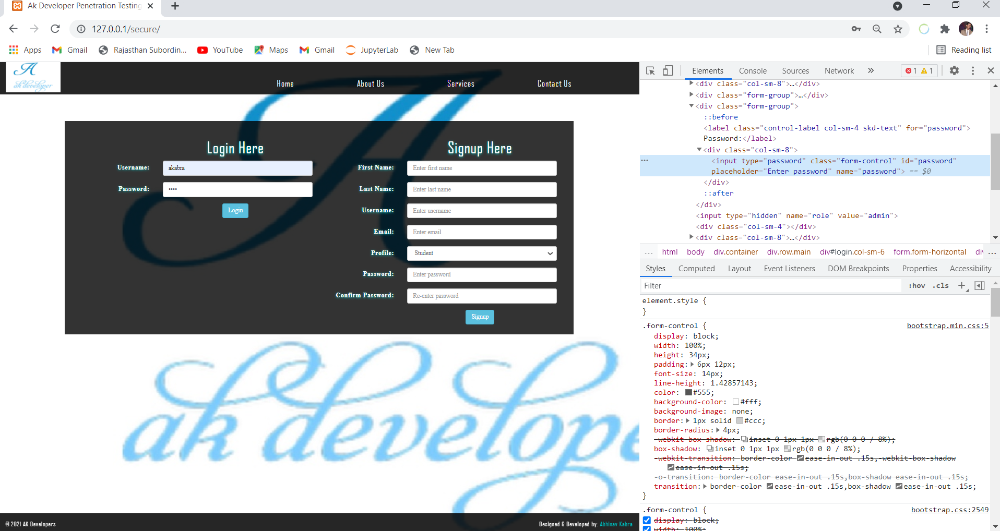 Ak Developer Penetration Testing
127.0.0.1/secure/
Apps Gmail Rajasthan Subordin... YouTube Maps Gmail JupyterLab New Tab Reading list
A
ak developer
Home About Us Services Contact Us
Login Here
Username: akabra
Password: ••••
Login
Signup Here
First Name: Enter first name
Last Name: Enter last name
Username: Enter username
Email: Enter email
Profile: Student
Password: Enter password
Confirm Password: Re-enter password
Signup
A
ak develope
© 2021 AK Developers
Designed & Developed by: Abhinav Kabra
Elements Console Sources Network » 1 1
<div class="col-sm-8">…</div>
<div class="form-group">…</div>
<div class="form-group">
::before
<label class="control-label col-sm-4 skd-text" for="password">
Password:</label>
<div class="col-sm-8">
<input type="password" class="form-control" id="password"
placeholder="Enter password" name="password"> == $0
</div>
::after
</div>
<input type="hidden" name="role" value="admin">
<div class="col-sm-4"></div>
<div class="col-sm-8">…</div>
... html body div.container div.row.main div#login.col-sm-6 form.form-horizontal div ...
Styles Computed Layout Event Listeners DOM Breakpoints Properties Accessibility
Filter :hov .cls +
element.style {
}
.form-control { bootstrap.min.css:5
display: block;
width: 100%;
height: 34px;
padding: 6px 12px;
font-size: 14px;
line-height: 1.42857143;
color: #555;
background-color: #fff;
background-image: none;
border: 1px solid #ccc;
border-radius: 4px;
-webkit-box-shadow: inset 0 1px 1px rgb(0 0 0 / 8%);
box-shadow: inset 0 1px 1px rgb(0 0 0 / 8%);
-webkit-transition: border-color ease-in-out .15s,-webkit-box-shadow
ease-in-out .15s;
-o-transition: border-color ease-in-out .15s,box-shadow ease-in-out .15s;
transition: border-color ease-in-out .15s,box-shadow ease-in-out .15s;
}
.form-control { bootstrap.css:2549
display: block;
width: 100%;